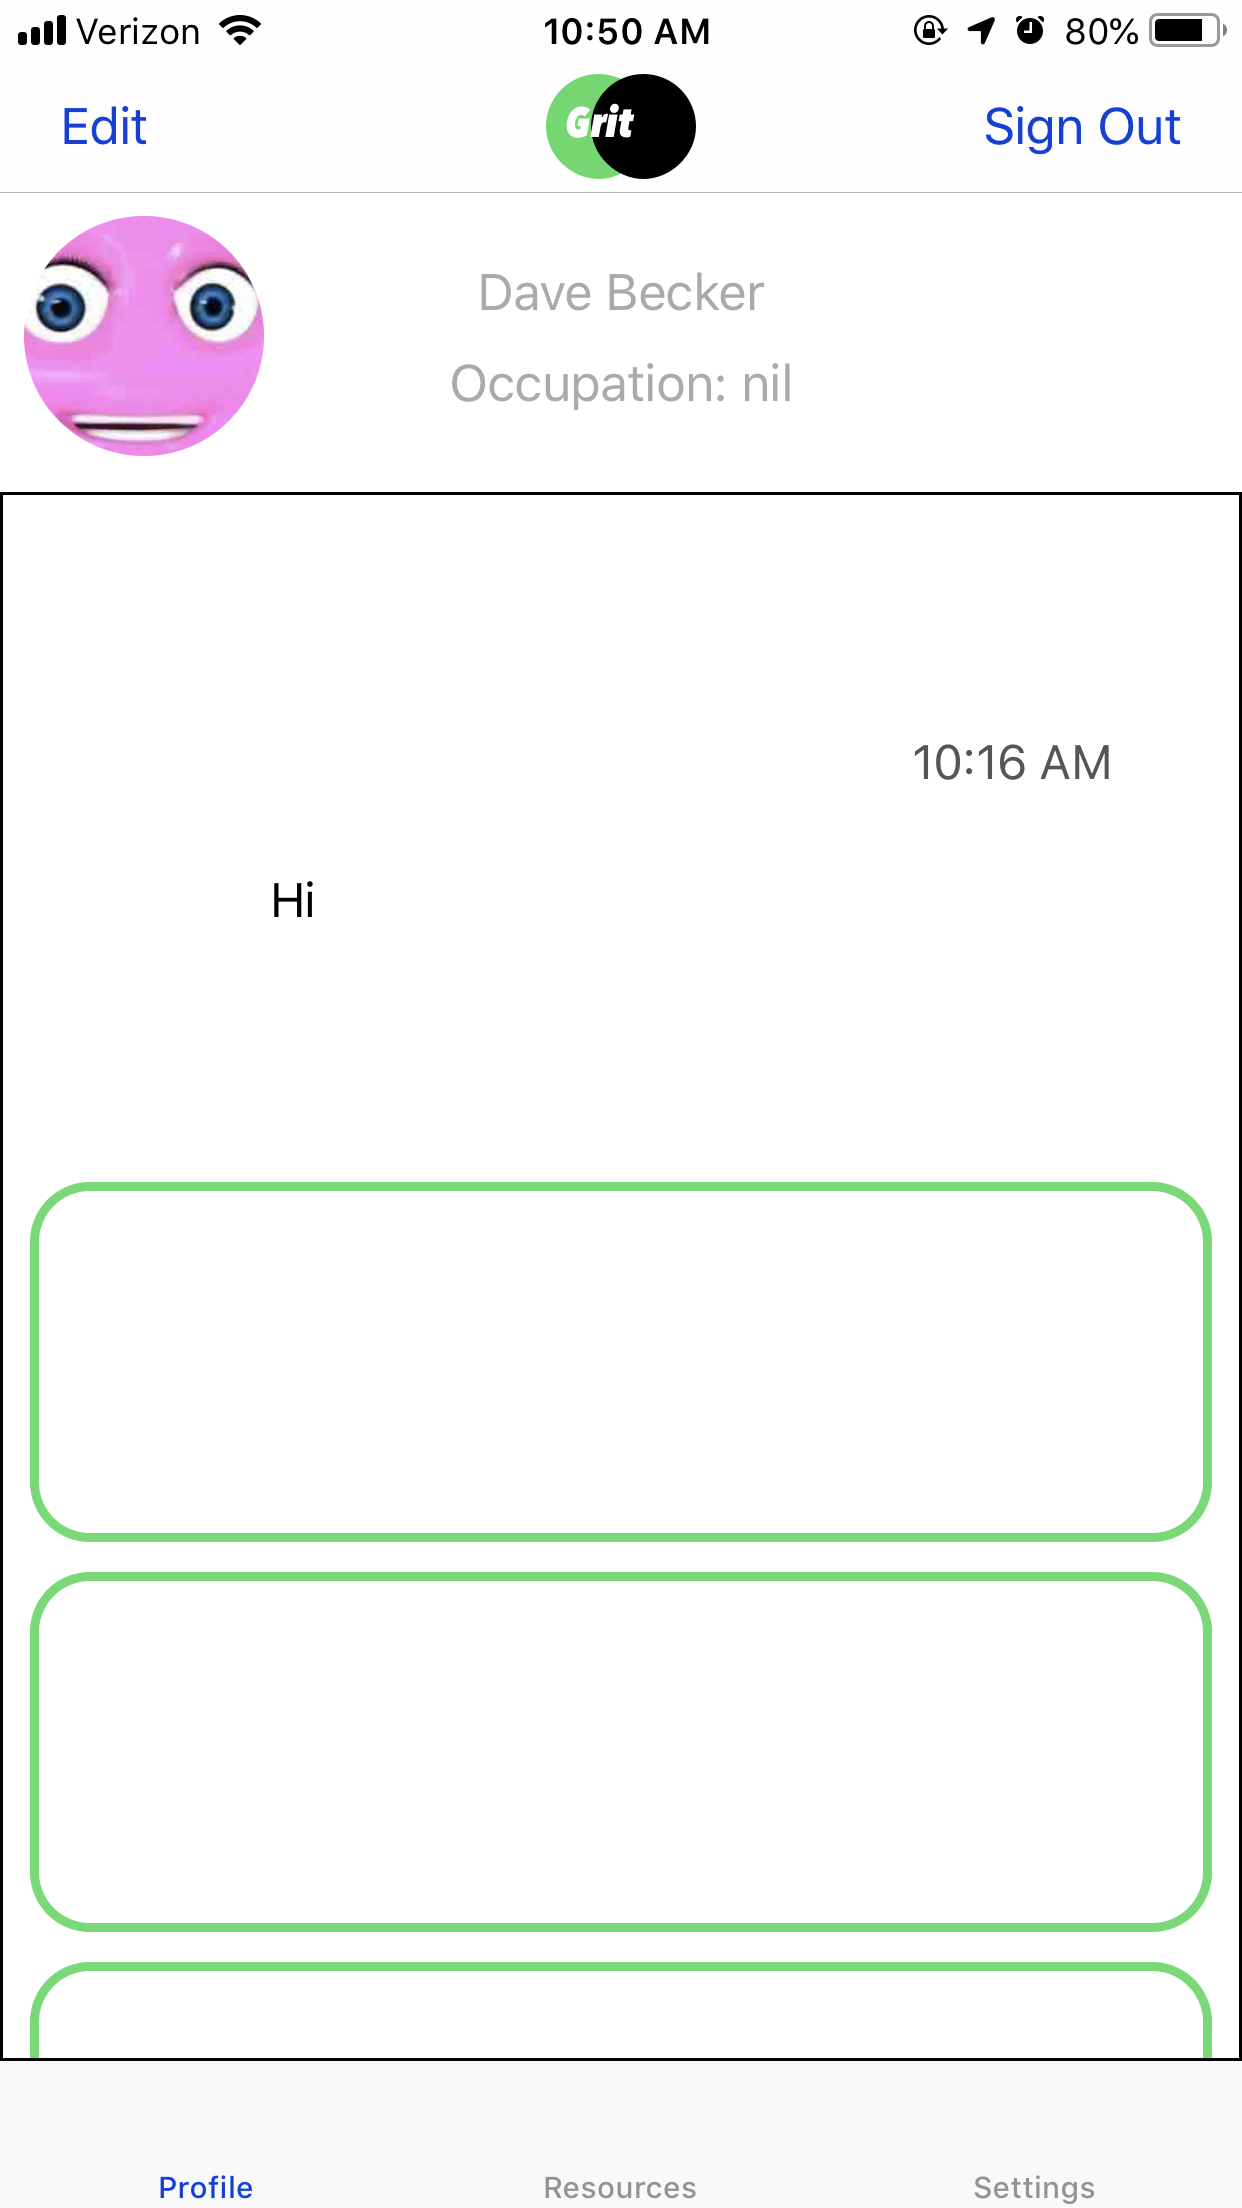 Verizon 10:50 AM 80%
Edit Grit Sign Out
Dave Becker
Occupation: nil
10:16 AM
Hi
Profile Resources Settings